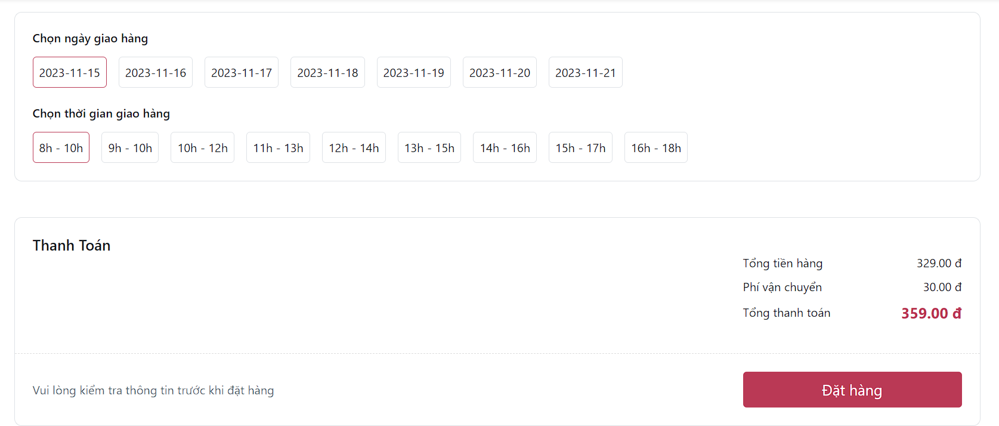 Chọn ngày giao hàng
2023-11-15 2023-11-16 2023-11-17 2023-11-18 2023-11-19 2023-11-20 2023-11-21
Chọn thời gian giao hàng
8h - 10h 9h - 10h 10h - 12h 11h - 13h 12h - 14h 13h - 15h 14h - 16h 15h - 17h 16h - 18h
Thanh Toán
Tổng tiền hàng 329.00 đ
Phí vận chuyển 30.00 đ
Tổng thanh toán 359.00 đ
Vui lòng kiểm tra thông tin trước khi đặt hàng
Đặt hàng